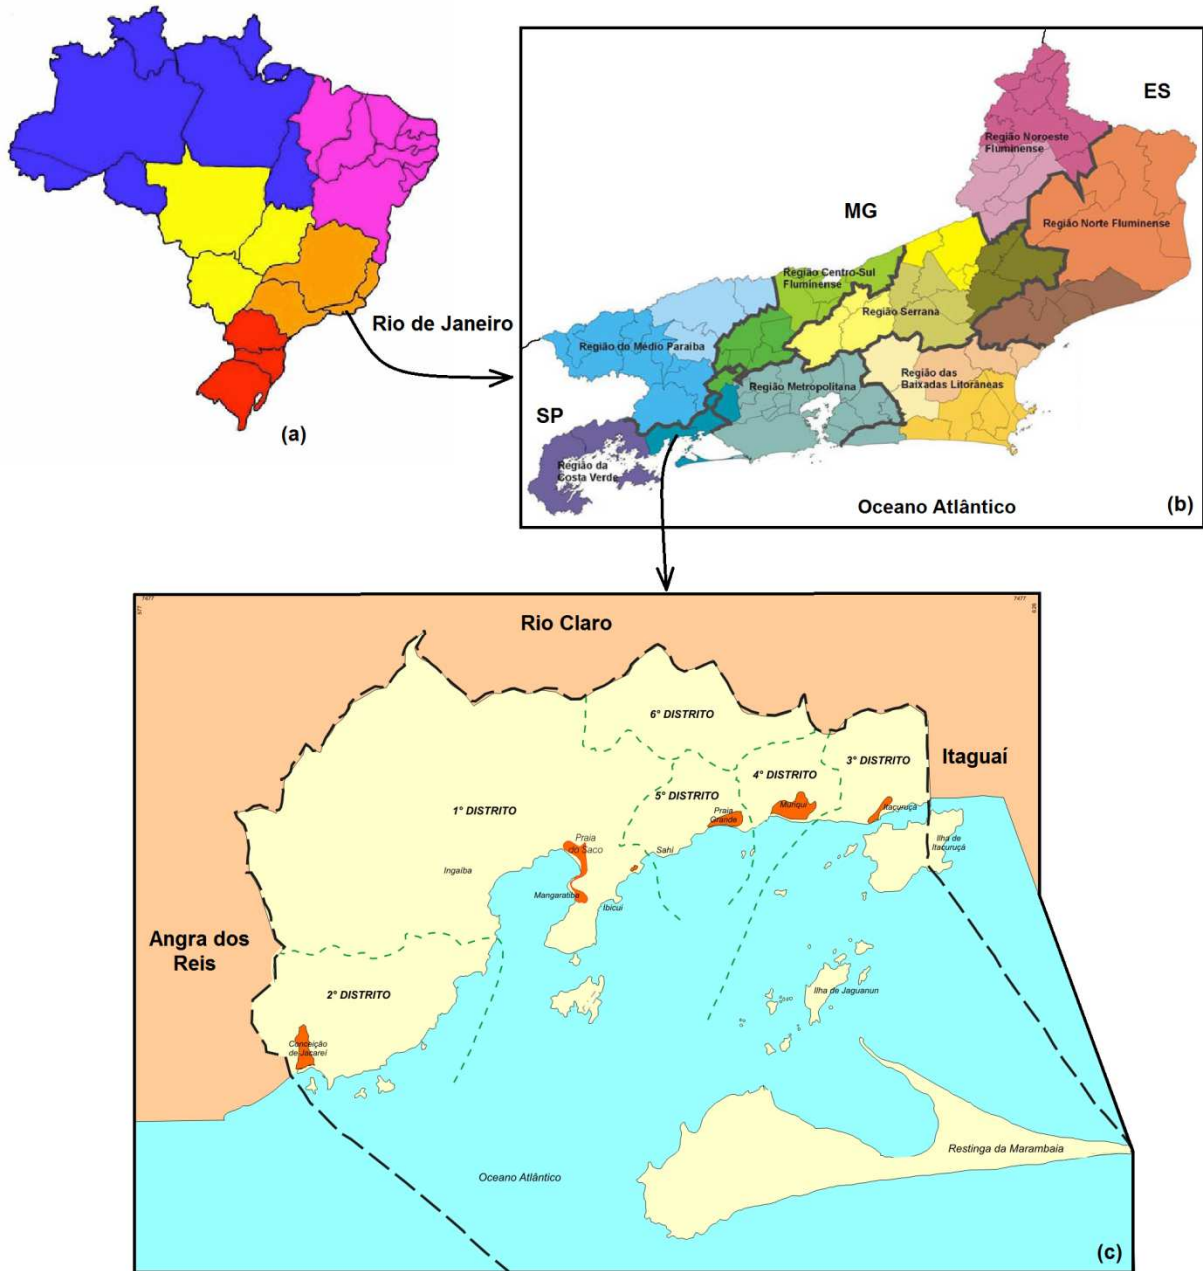 Rio de Janeiro
(a)
ES
Região Noroeste
Fluminense
MG
Região Norte Fluminense
Região Centro-Sul
Fluminense
Região Serrana
Região do Médio Paraíba
Região das
Baixadas Litorâneas
Região Metropolitana
SP
Região da
Costa Verde
Oceano Atlântico
(b)
7477
7477
Rio Claro
6° DISTRITO
3° DISTRITO
Itaguaí
4° DISTRITO
5° DISTRITO
1° DISTRITO
Muriqui
Itacuruçá
Praia
Grande
Praia
do Saco
Sahi
Ilha de
Itacuruçá
Ingaíba
Mangaratiba
Ibicuí
Angra dos
Reis
2° DISTRITO
Ilha de Jaguanun
Conceição
de Jacareí
Restinga da Marambaia
Oceano Atlântico
(c)